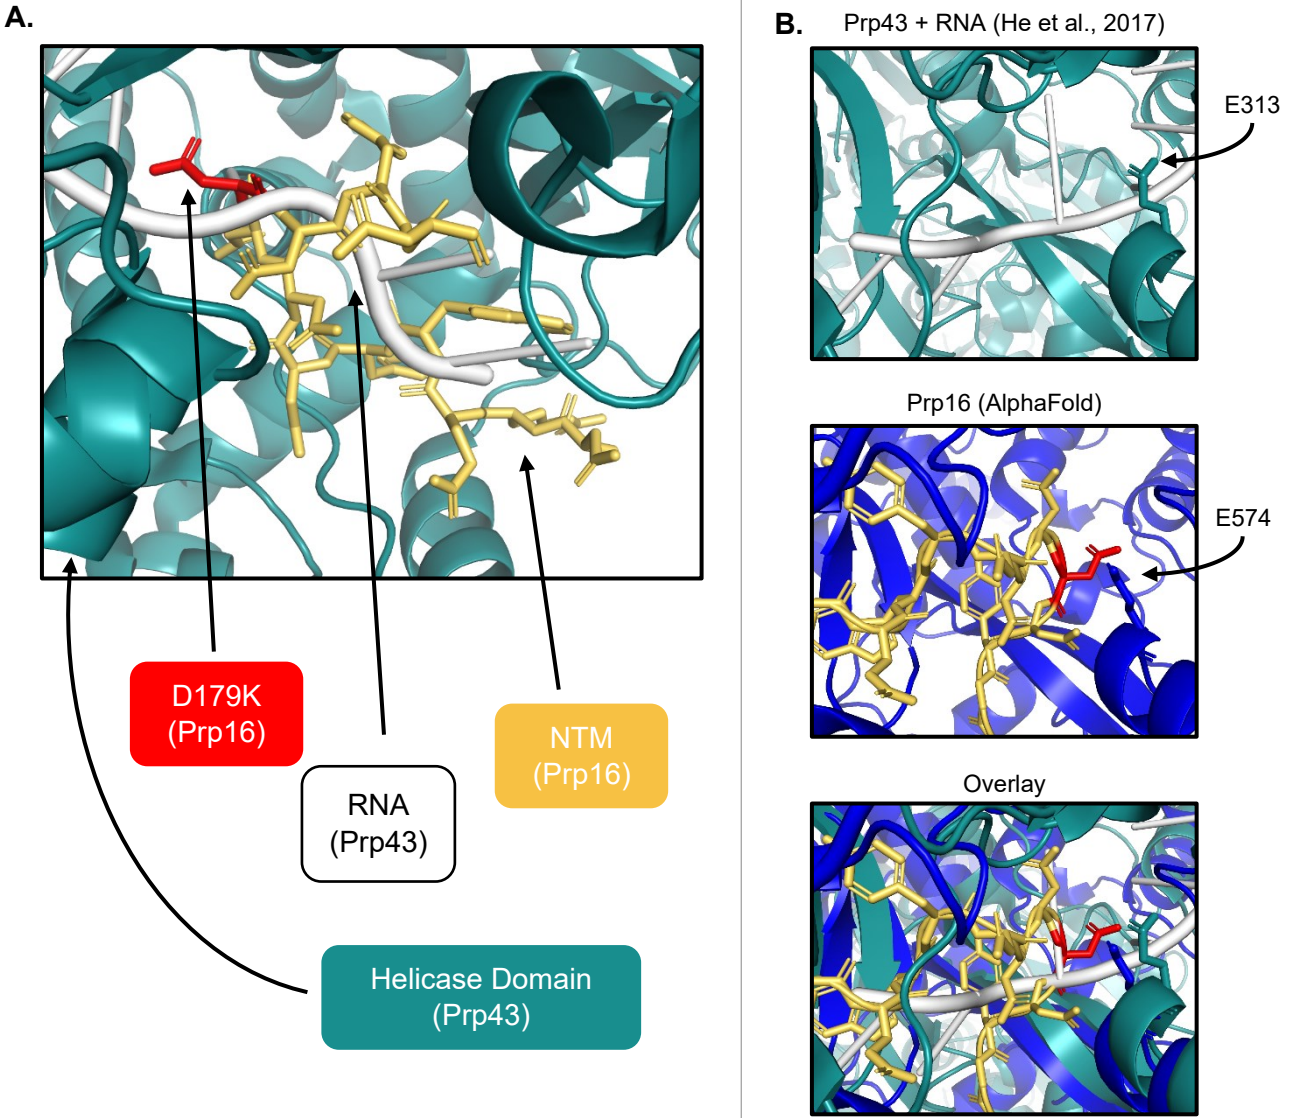 A.
D179K
(Prp16)
RNA
(Prp43)
NTM
(Prp16)
Helicase Domain
(Prp43)
B.
Prp43 + RNA (He et al., 2017)
E313
Prp16 (AlphaFold)
E574
Overlay